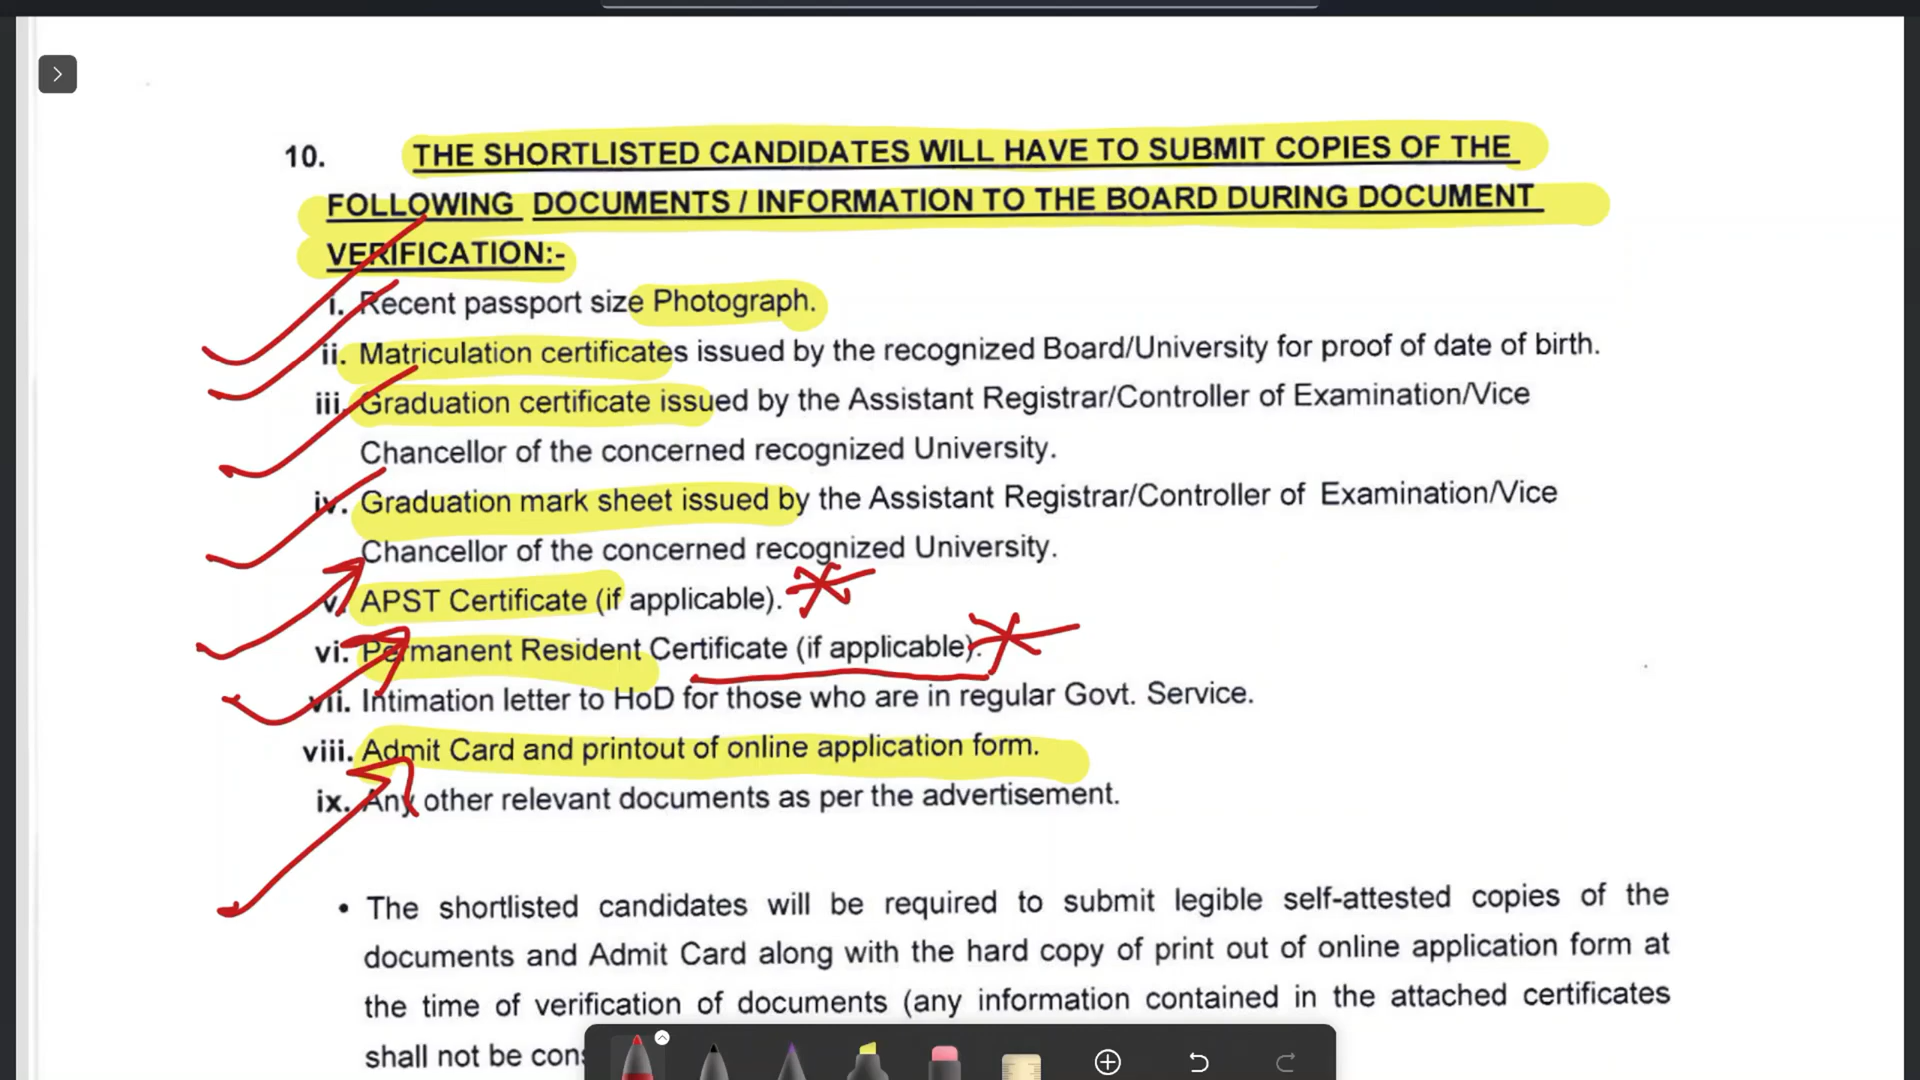 10. THE SHORTLISTED CANDIDATES WILL HAVE TO SUBMIT COPIES OF THE
FOLLOWING DOCUMENTS / INFORMATION TO THE BOARD DURING DOCUMENT
VERIFICATION:-
i. Recent passport size Photograph.
ii. Matriculation certificates issued by the recognized Board/University for proof of date of birth.
iii. Graduation certificate issued by the Assistant Registrar/Controller of Examination/Vice
Chancellor of the concerned recognized University.
iv. Graduation mark sheet issued by the Assistant Registrar/Controller of Examination/Vice
Chancellor of the concerned recognized University.
v. APST Certificate (if applicable).
vi. Permanent Resident Certificate (if applicable).
vii. Intimation letter to HoD for those who are in regular Govt. Service.
viii. Admit Card and printout of online application form.
ix. Any other relevant documents as per the advertisement.
• The shortlisted candidates will be required to submit legible self-attested copies of the
documents and Admit Card along with the hard copy of print out of online application form at
the time of verification of documents (any information contained in the attached certificates
shall not be